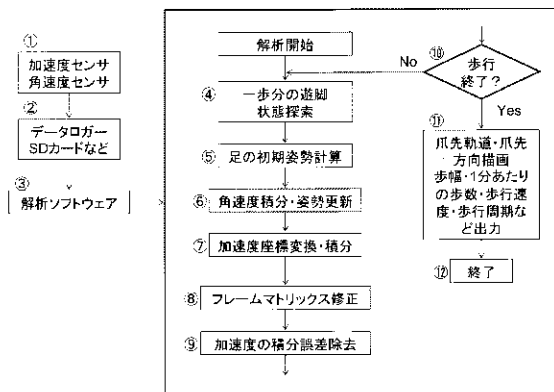 ①
加速度センサ
角速度センサ
②
データロガー
SDカードなど
③
解析ソフトウェア
解析開始
④
一歩分の遊脚
状態探索
⑤
足の初期姿勢計算
⑥
角速度積分・姿勢更新
⑦
加速度座標変換・積分
⑧
フレームマトリックス修正
⑨
加速度の積分誤差除去
⑩
No
歩行
終了?
Yes
⑪
爪先軌道・爪先
方向描画
歩幅・1分あたり
の歩数・歩行速
度・歩行周期な
ど出力
⑫
終了